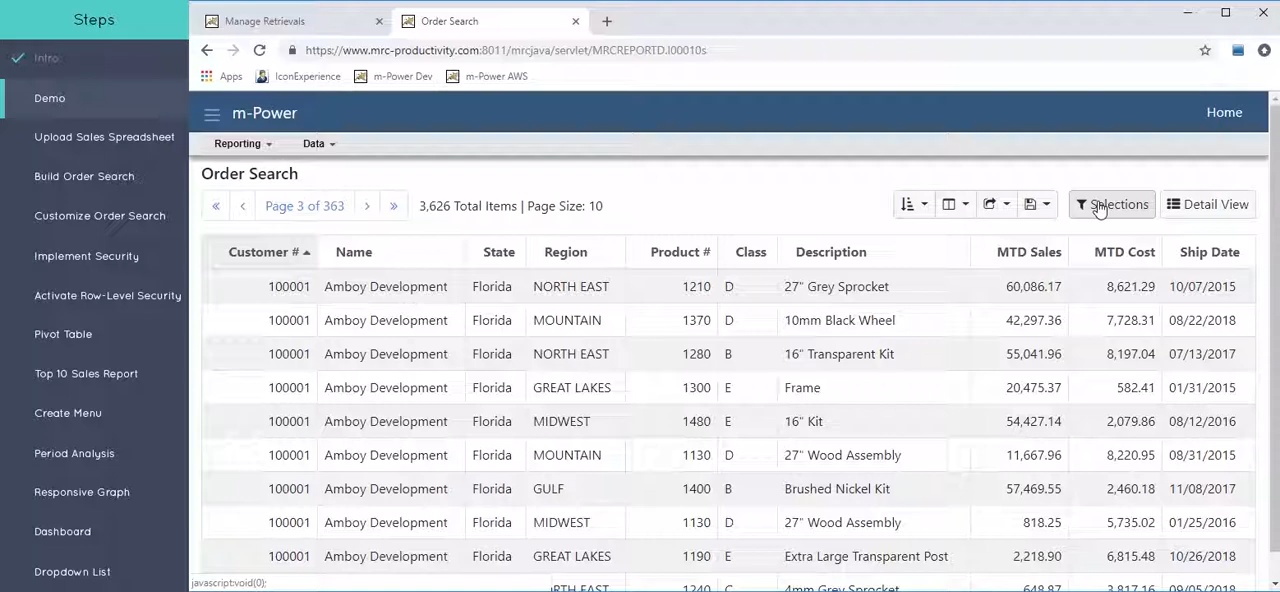 Steps
Intro
Demo
Upload Sales Spreadsheet
Build Order Search
Customize Order Search
Implement Security
Activate Row-Level Security
Pivot Table
Top 10 Sales Report
Create Menu
Period Analysis
Responsive Graph
Dashboard
Dropdown List
Manage Retrievals
Order Search
https://www.mrc-productivity.com:8011/mrcjava/servlet/MRCREPORTD.I00010s
Apps IconExperience m-Power Dev m-Power AWS
m-Power Home
Reporting Data
Order Search
« ‹ Page 3 of 363 › » 3,626 Total Items | Page Size: 10 Selections Detail View
Customer # Name State Region Product # Class Description MTD Sales MTD Cost Ship Date
100001 Amboy Development Florida NORTH EAST 1210 D 27" Grey Sprocket 60,086.17 8,621.29 10/07/2015
100001 Amboy Development Florida MOUNTAIN 1370 D 10mm Black Wheel 42,297.36 7,728.31 08/22/2018
100001 Amboy Development Florida NORTH EAST 1280 B 16" Transparent Kit 55,041.96 8,197.04 07/13/2017
100001 Amboy Development Florida GREAT LAKES 1300 E Frame 20,475.37 582.41 01/31/2015
100001 Amboy Development Florida MIDWEST 1480 E 16" Kit 54,427.14 2,079.86 08/12/2016
100001 Amboy Development Florida MOUNTAIN 1130 D 27" Wood Assembly 11,667.96 8,220.95 08/31/2015
100001 Amboy Development Florida GULF 1400 B Brushed Nickel Kit 57,469.55 2,460.18 11/08/2017
100001 Amboy Development Florida MIDWEST 1130 D 27" Wood Assembly 818.25 5,735.02 01/25/2016
100001 Amboy Development Florida GREAT LAKES 1190 E Extra Large Transparent Post 2,218.90 6,815.48 10/26/2018
EAST 1240 C 4mm Grey Sprocket 648.87 3,817.16 09/05/2018
javascript:void(0);